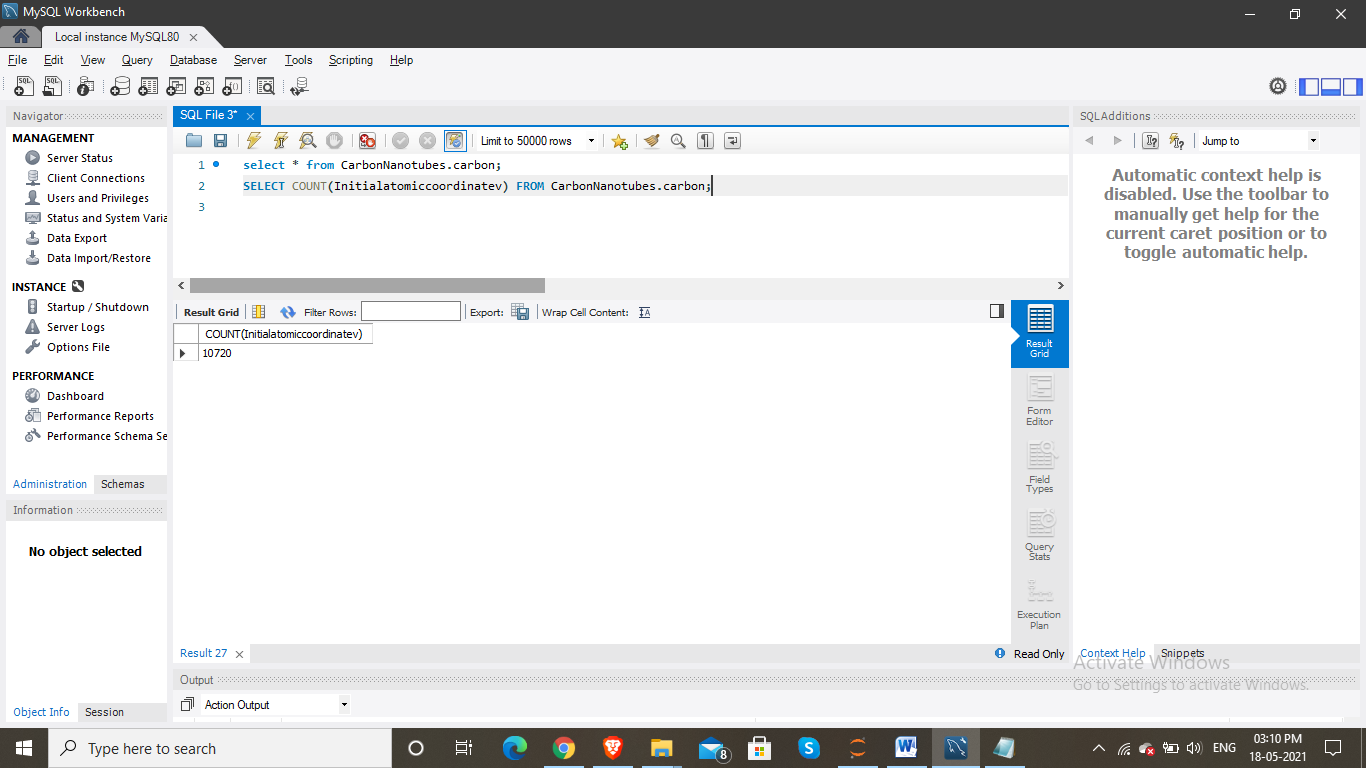 MySQL Workbench
Local instance MySQL80
File Edit View Query Database Server Tools Scripting Help
Navigator
MANAGEMENT
Server Status
Client Connections
Users and Privileges
Status and System Varia
Data Export
Data Import/Restore
INSTANCE
Startup / Shutdown
Server Logs
Options File
PERFORMANCE
Dashboard
Performance Reports
Performance Schema Se
Administration Schemas
Information
No object selected
Object Info Session
SQL File 3*
Limit to 50000 rows
1 select * from CarbonNanotubes.carbon;
2 SELECT COUNT(Initialatomiccoordinatev) FROM CarbonNanotubes.carbon;
3
Result Grid Filter Rows: Export: Wrap Cell Content:
COUNT(Initialatomiccoordinatev)
10720
Result Grid
Form Editor
Field Types
Query Stats
Execution Plan
Result 27
Read Only
Output
Action Output
SQLAdditions
Jump to
Automatic context help is
disabled. Use the toolbar to
manually get help for the
current caret position or to
toggle automatic help.
Context Help Snippets
Activate Windows
Go to Settings to activate Windows.
Type here to search
8
ENG
03:10 PM
18-05-2021